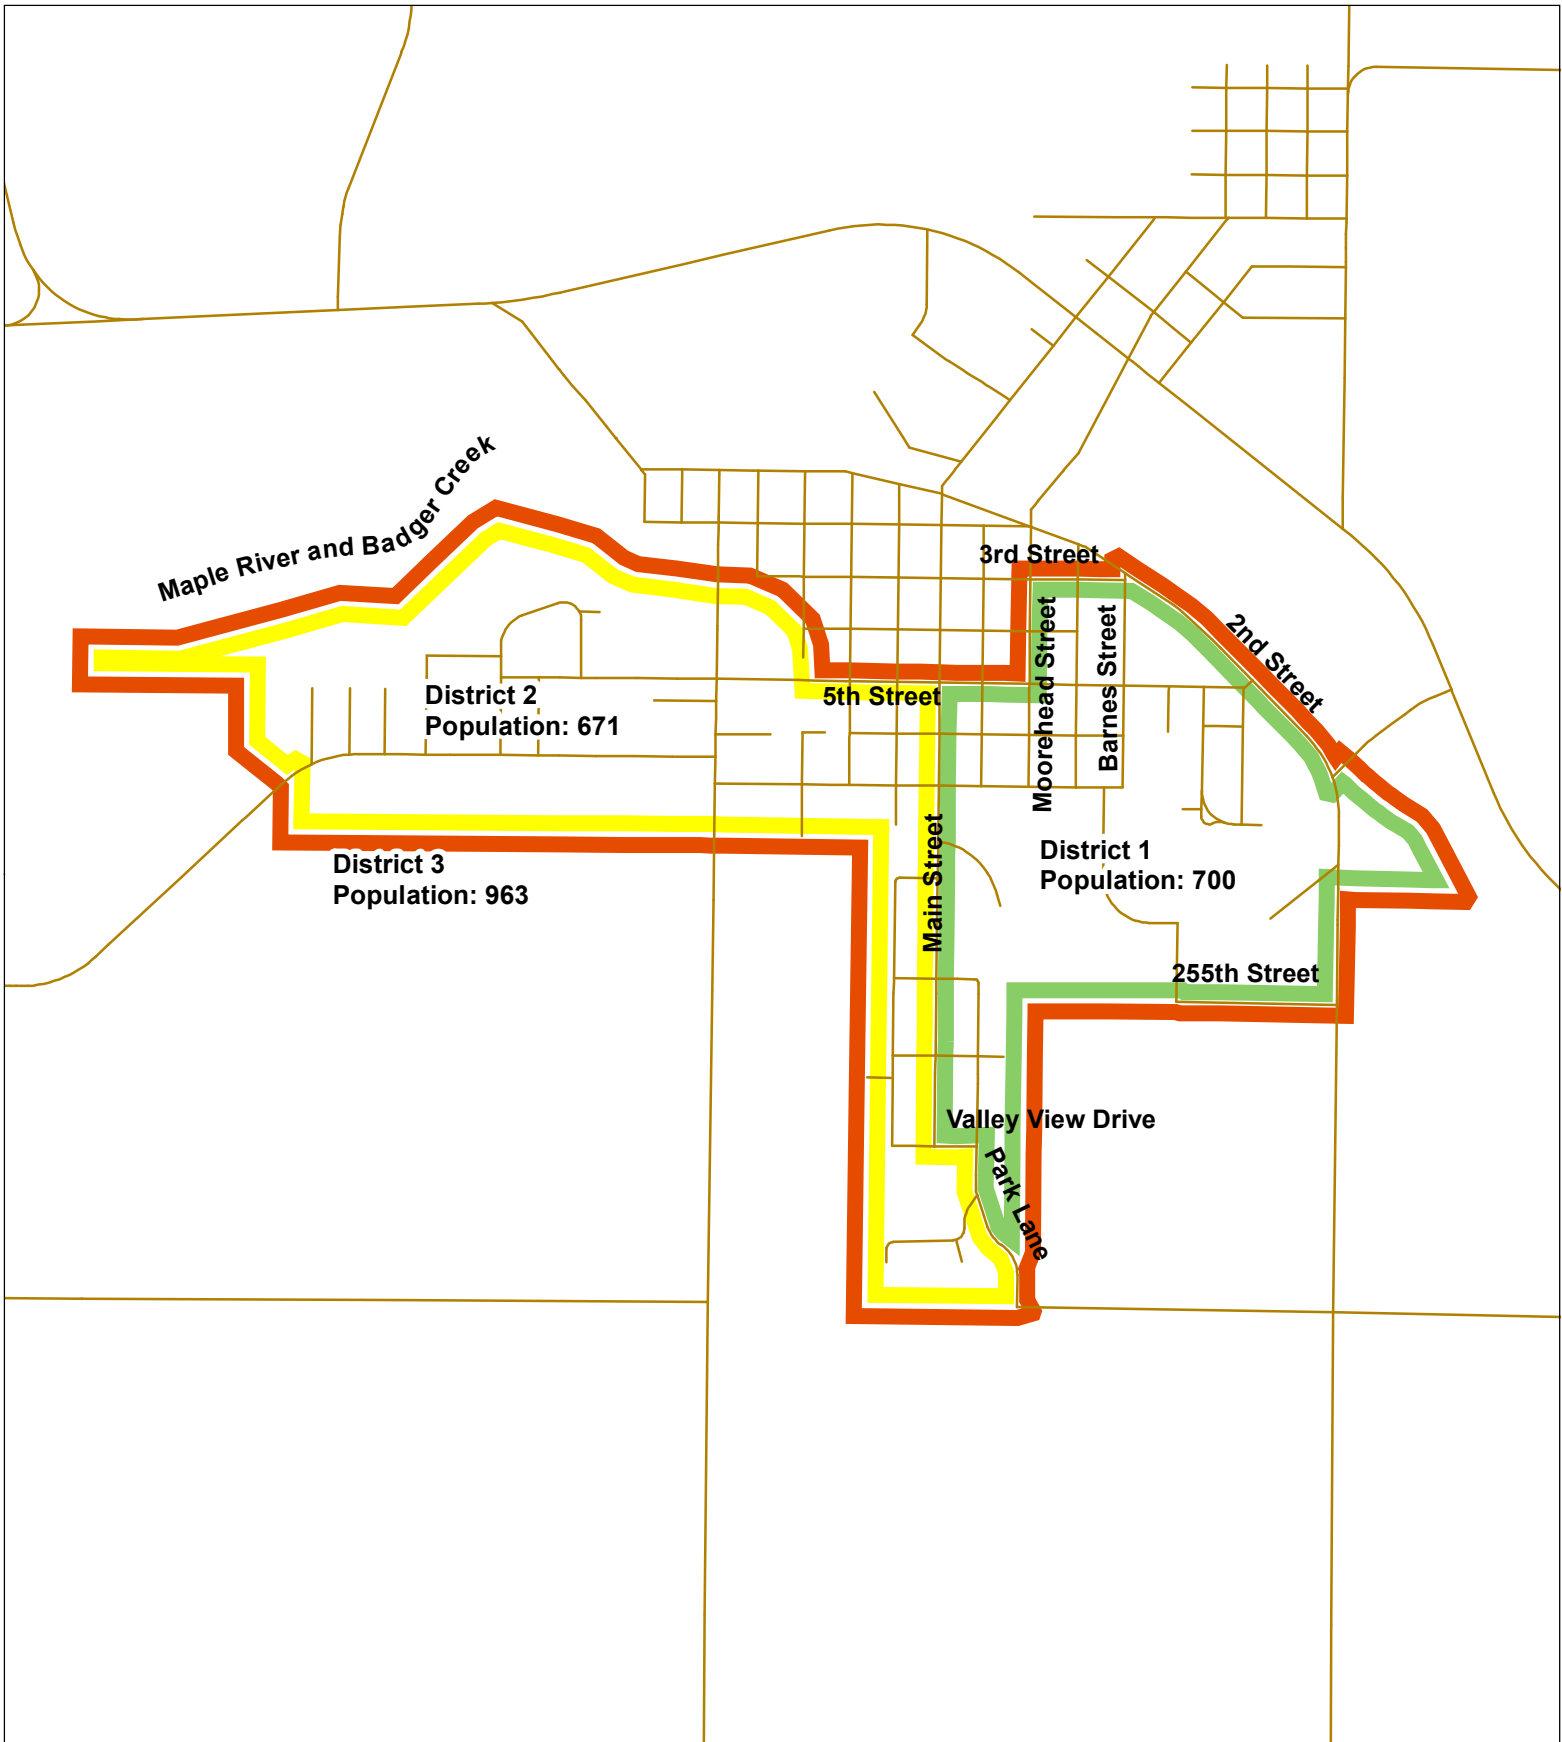 Maple River and Badger Creek
3rd Street
2nd Street
Moorehead Street
Barnes Street
District 2
Population: 671
5th Street
Main Street
District 1
Population: 700
District 3
Population: 963
255th Street
Valley View Drive
Park Lane